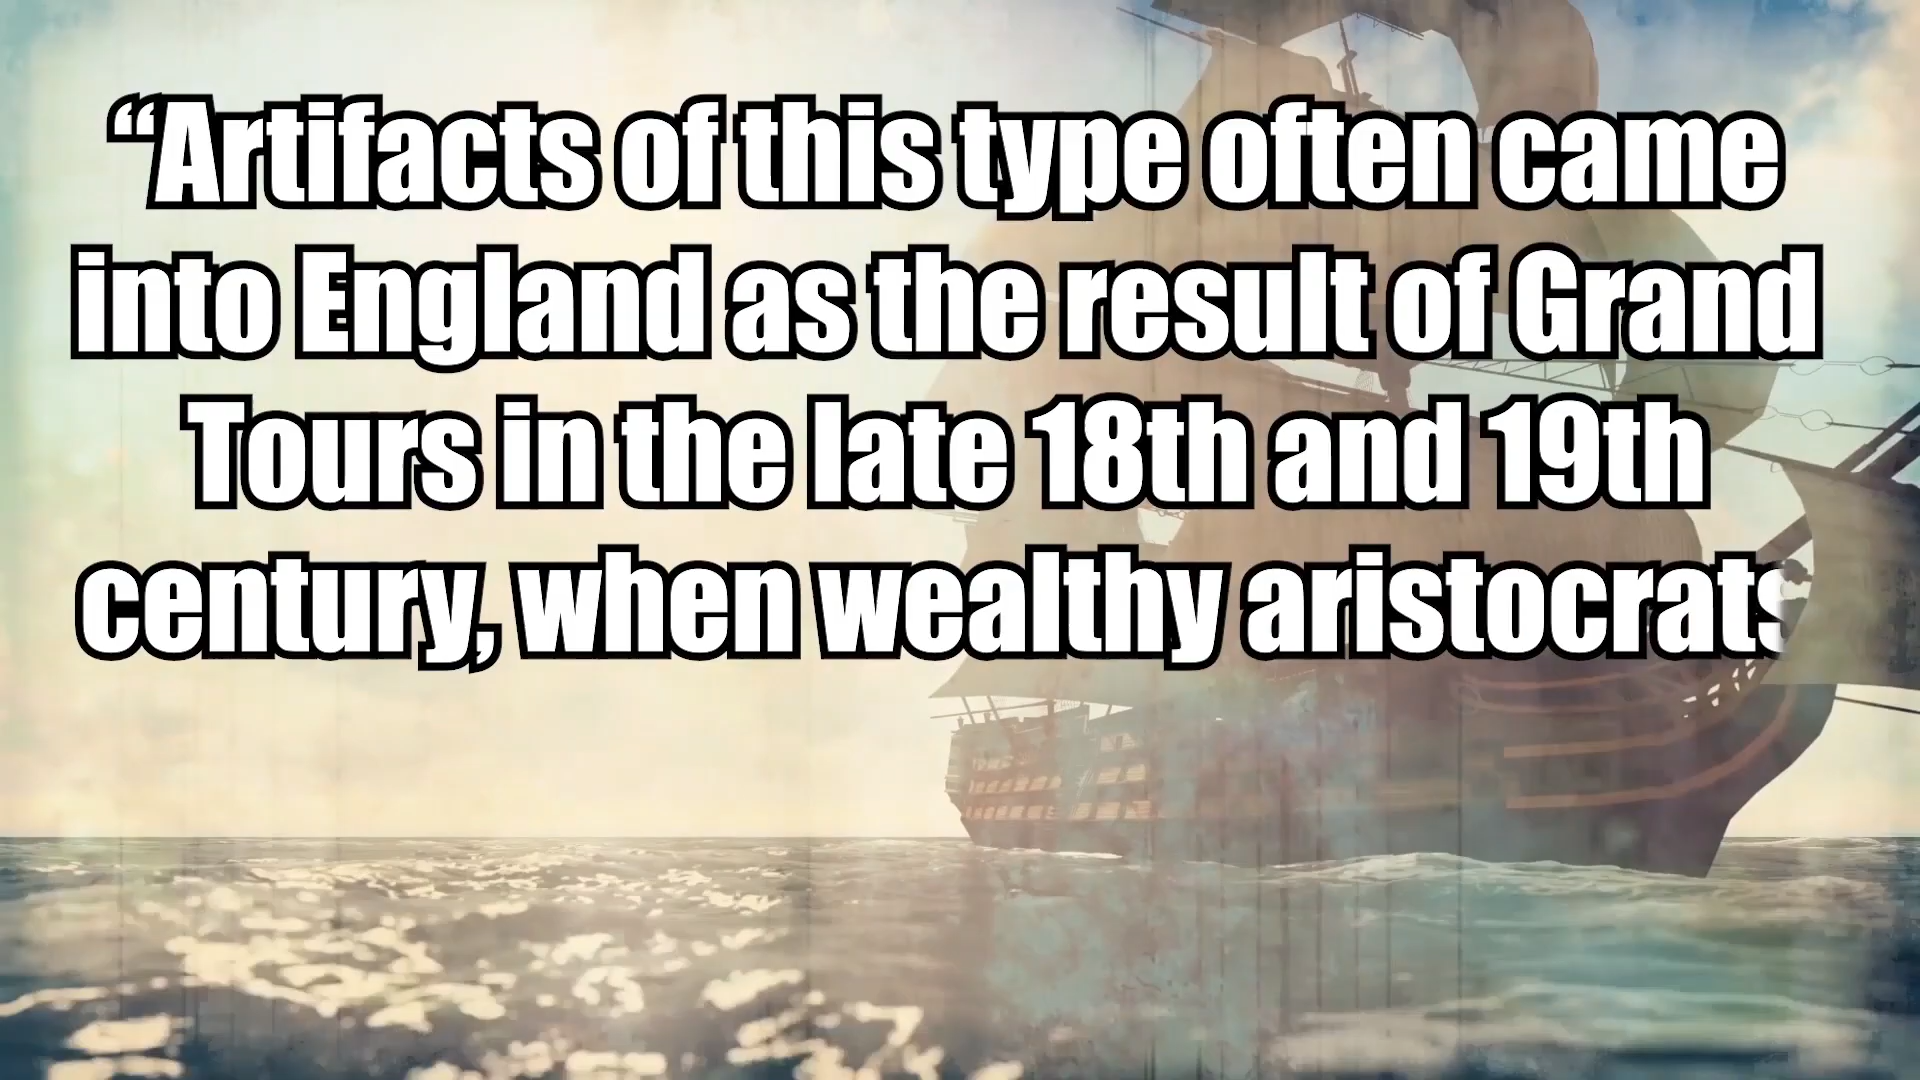 “Artifacts of this type often came
into England as the result of Grand
Tours in the late 18th and 19th
century, when wealthy aristocrats